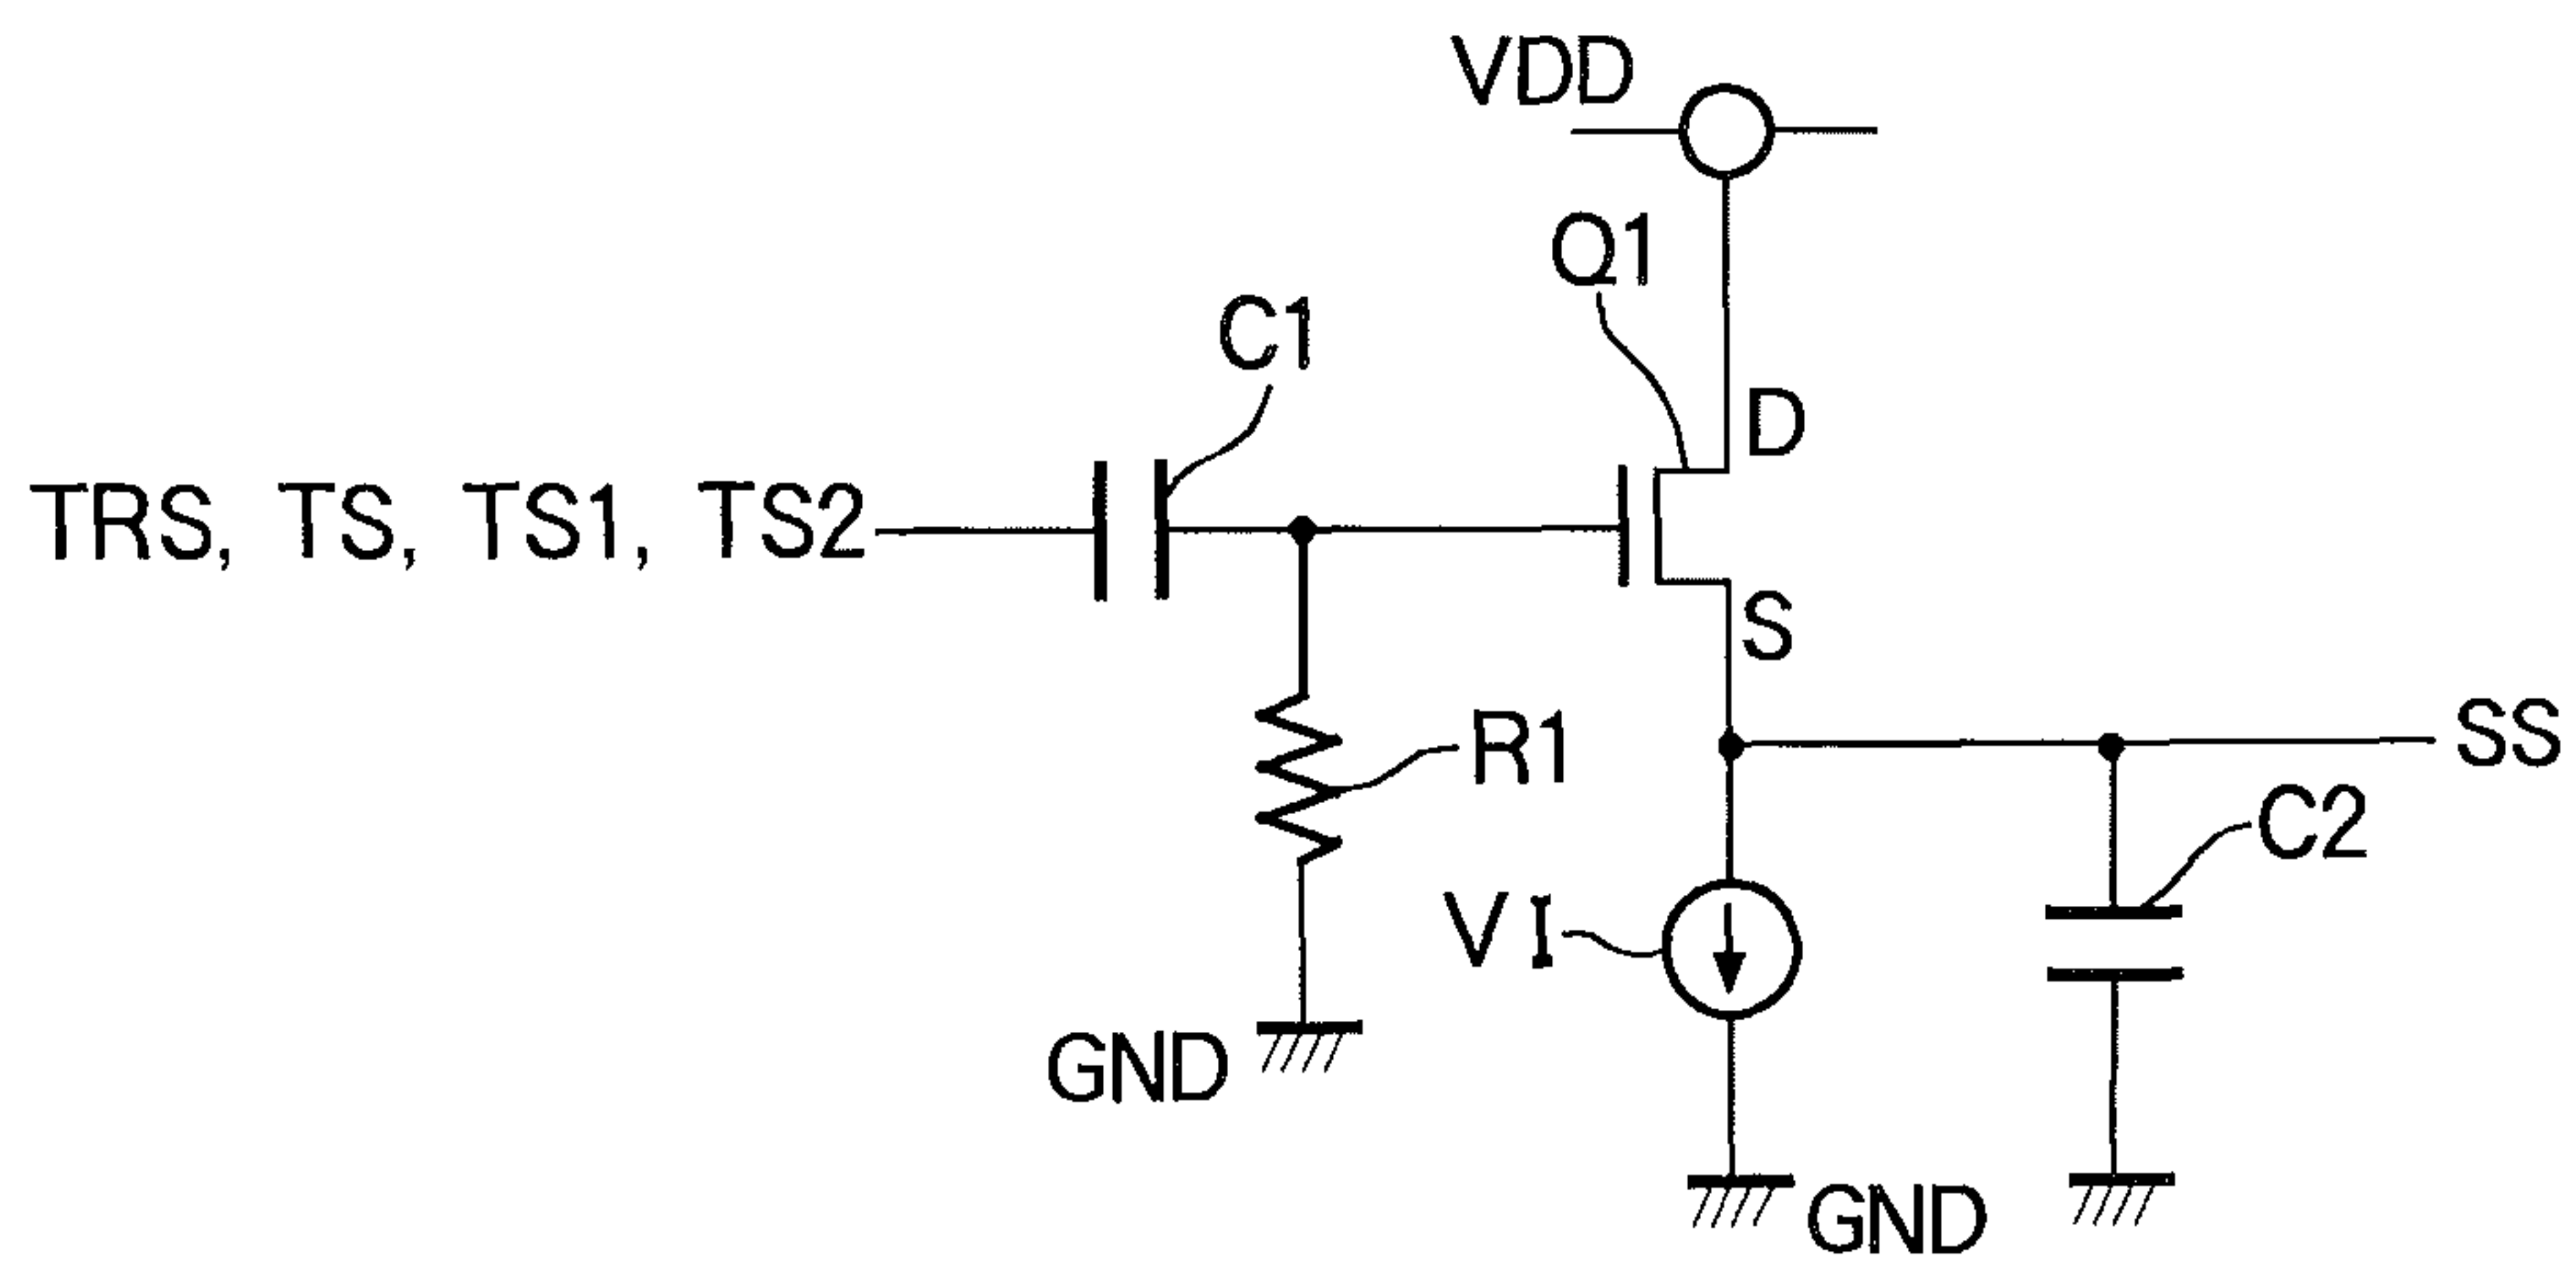 VDD
Q1
C1
D
TRS, TS, TS1, TS2
S
R1
SS
C2
VI
GND
GND